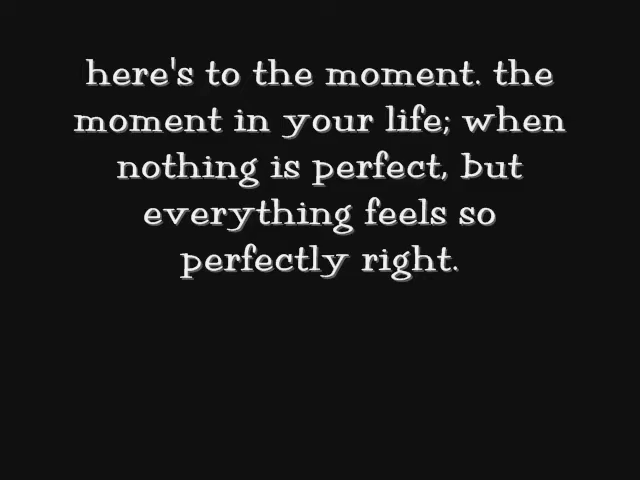 here's to the moment. the
moment in your life; when
nothing is perfect, but
everything feels so
perfectly right.